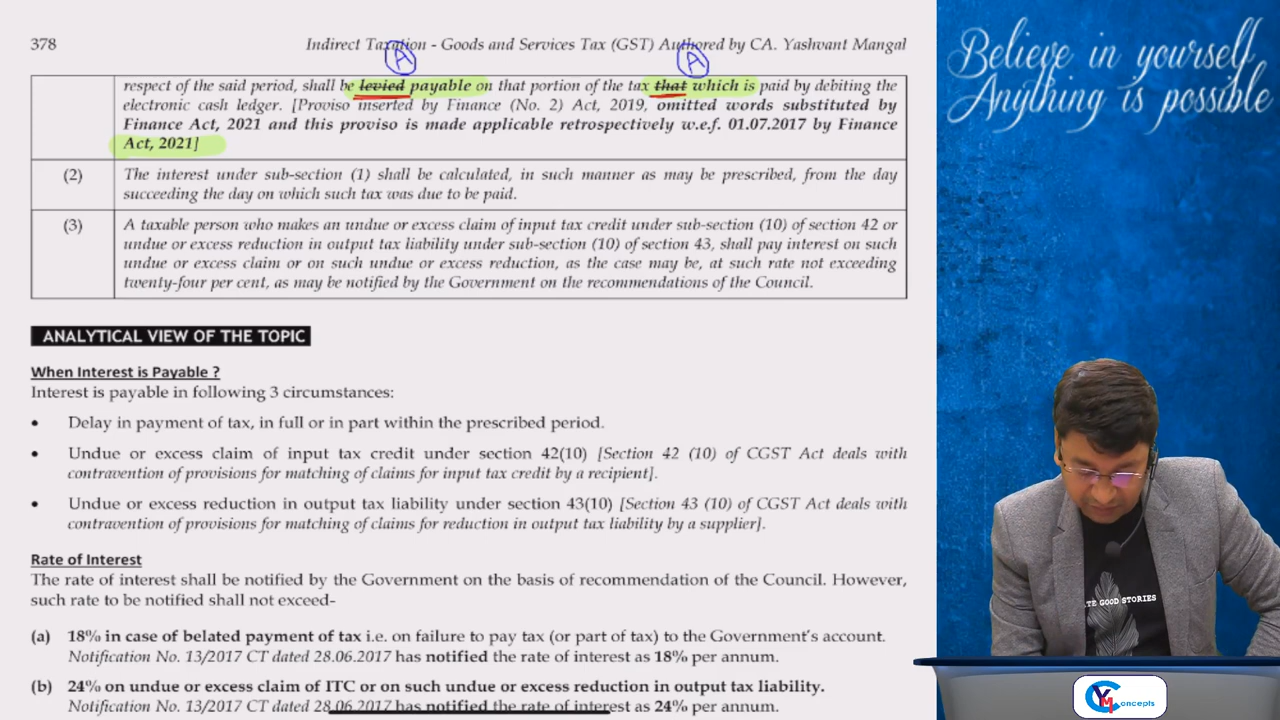 378
Indirect Taxation - Goods and Services Tax (GST) Authored by CA. Yashvant Mangal
A
A
respect of the said period, shall be levied payable on that portion of the tax that which is paid by debiting the
electronic cash ledger. [Proviso inserted by Finance (No. 2) Act, 2019, omitted words substituted by
Finance Act, 2021 and this proviso is made applicable retrospectively w.e.f. 01.07.2017 by Finance
Act, 2021]
(2) The interest under sub-section (1) shall be calculated, in such manner as may be prescribed, from the day
succeeding the day on which such tax was due to be paid.
(3) A taxable person who makes an undue or excess claim of input tax credit under sub-section (10) of section 42 or
undue or excess reduction in output tax liability under sub-section (10) of section 43, shall pay interest on such
undue or excess claim or on such undue or excess reduction, as the case may be, at such rate not exceeding
twenty-four per cent, as may be notified by the Government on the recommendations of the Council.
ANALYTICAL VIEW OF THE TOPIC
When Interest is Payable ?
Interest is payable in following 3 circumstances:
• Delay in payment of tax, in full or in part within the prescribed period.
• Undue or excess claim of input tax credit under section 42(10) [Section 42 (10) of CGST Act deals with
contravention of provisions for matching of claims for input tax credit by a recipient].
• Undue or excess reduction in output tax liability under section 43(10) [Section 43 (10) of CGST Act deals with
contravention of provisions for matching of claims for reduction in output tax liability by a supplier].
Rate of Interest
The rate of interest shall be notified by the Government on the basis of recommendation of the Council. However,
such rate to be notified shall not exceed-
(a) 18% in case of belated payment of tax i.e. on failure to pay tax (or part of tax) to the Government's account.
Notification No. 13/2017 CT dated 28.06.2017 has notified the rate of interest as 18% per annum.
(b) 24% on undue or excess claim of ITC or on such undue or excess reduction in output tax liability.
Notification No. 13/2017 CT dated 28.06.2017 has notified the rate of interest as 24% per annum.
Believe in yourself
Anything is possible
TE GOOD STORIES
YM
Concepts